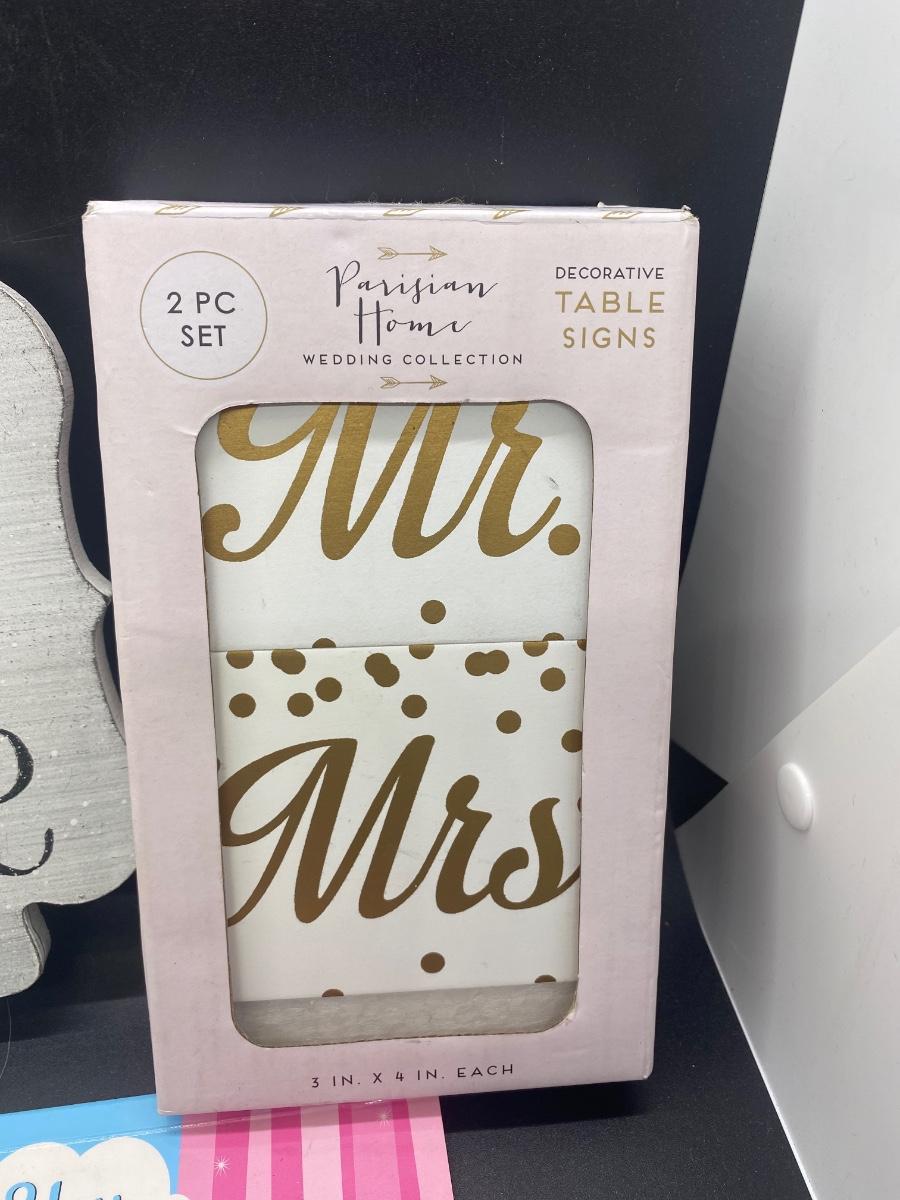 2 PC
SET
Parisian
Home
WEDDING COLLECTION
DECORATIVE
TABLE
SIGNS
Mr.
Mrs
3 IN. X 4 IN. EACH